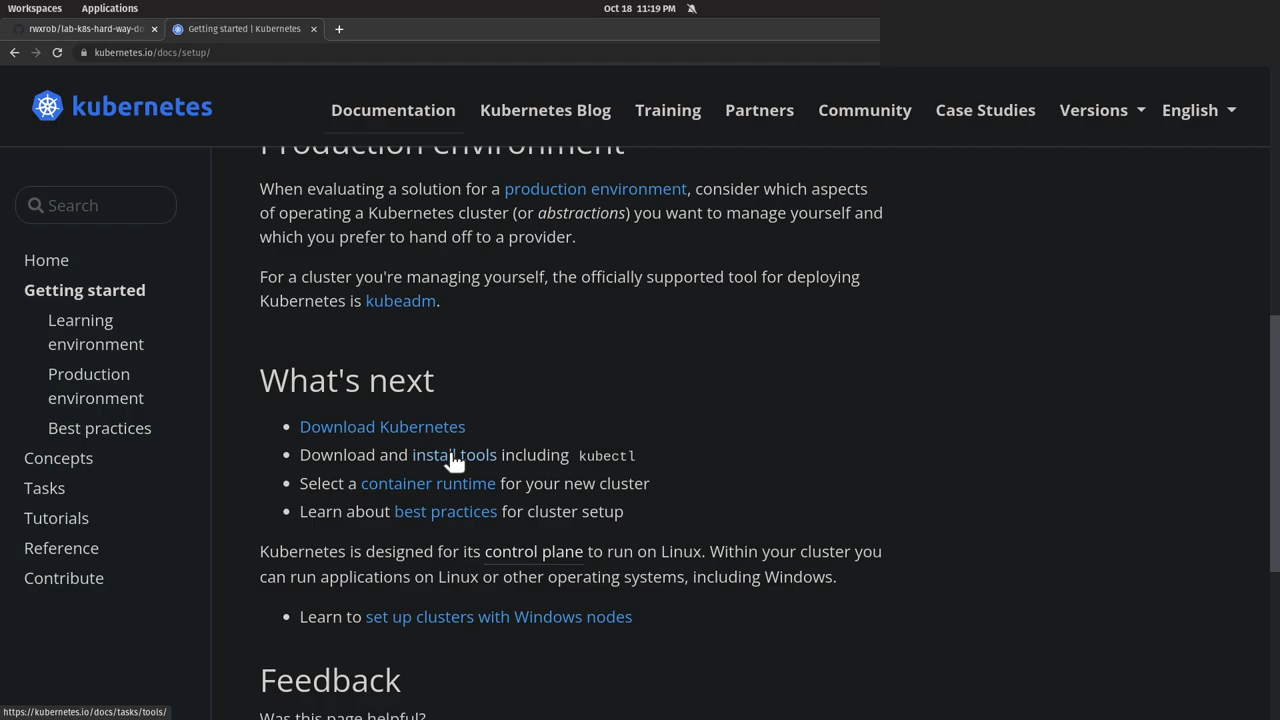 Workspaces Applications Oct 18 11:19 PM
rwxrob/lab-k8s-hard-way-do Getting started | Kubernetes
kubernetes.io/docs/setup/
kubernetes Documentation Kubernetes Blog Training Partners Community Case Studies Versions English
Search
Home
Getting started
Learning
environment
Production
environment
Best practices
Concepts
Tasks
Tutorials
Reference
Contribute
Production environment
When evaluating a solution for a production environment, consider which aspects
of operating a Kubernetes cluster (or abstractions) you want to manage yourself and
which you prefer to hand off to a provider.
For a cluster you're managing yourself, the officially supported tool for deploying
Kubernetes is kubeadm.
What's next
Download Kubernetes
Download and install tools including kubectl
Select a container runtime for your new cluster
Learn about best practices for cluster setup
Kubernetes is designed for its control plane to run on Linux. Within your cluster you
can run applications on Linux or other operating systems, including Windows.
Learn to set up clusters with Windows nodes
Feedback
Was this page helpful?
https://kubernetes.io/docs/tasks/tools/